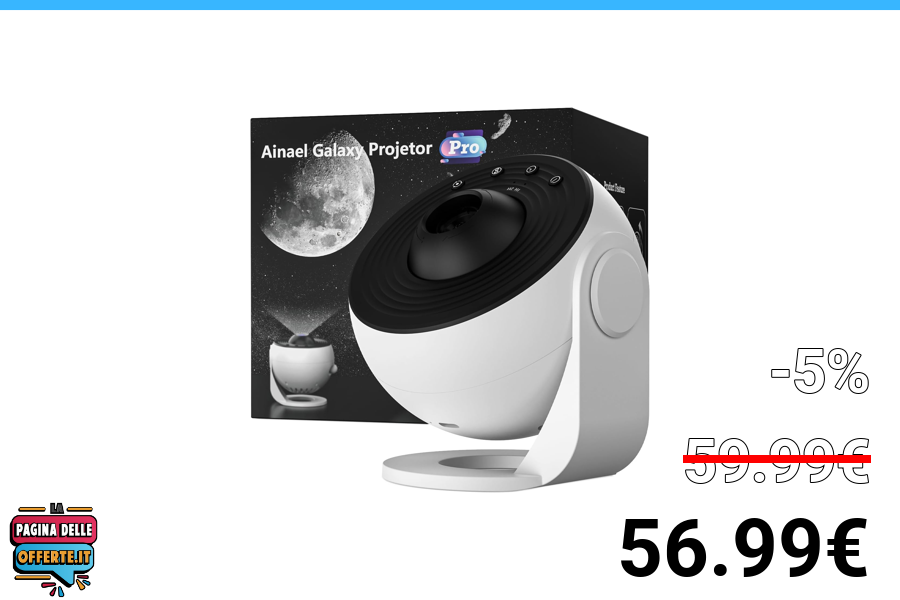 Ainael Galaxy Projetor Pro
-5%
59.99€
56.99€
LA
PAGINA DELLE
OFFERTE.IT